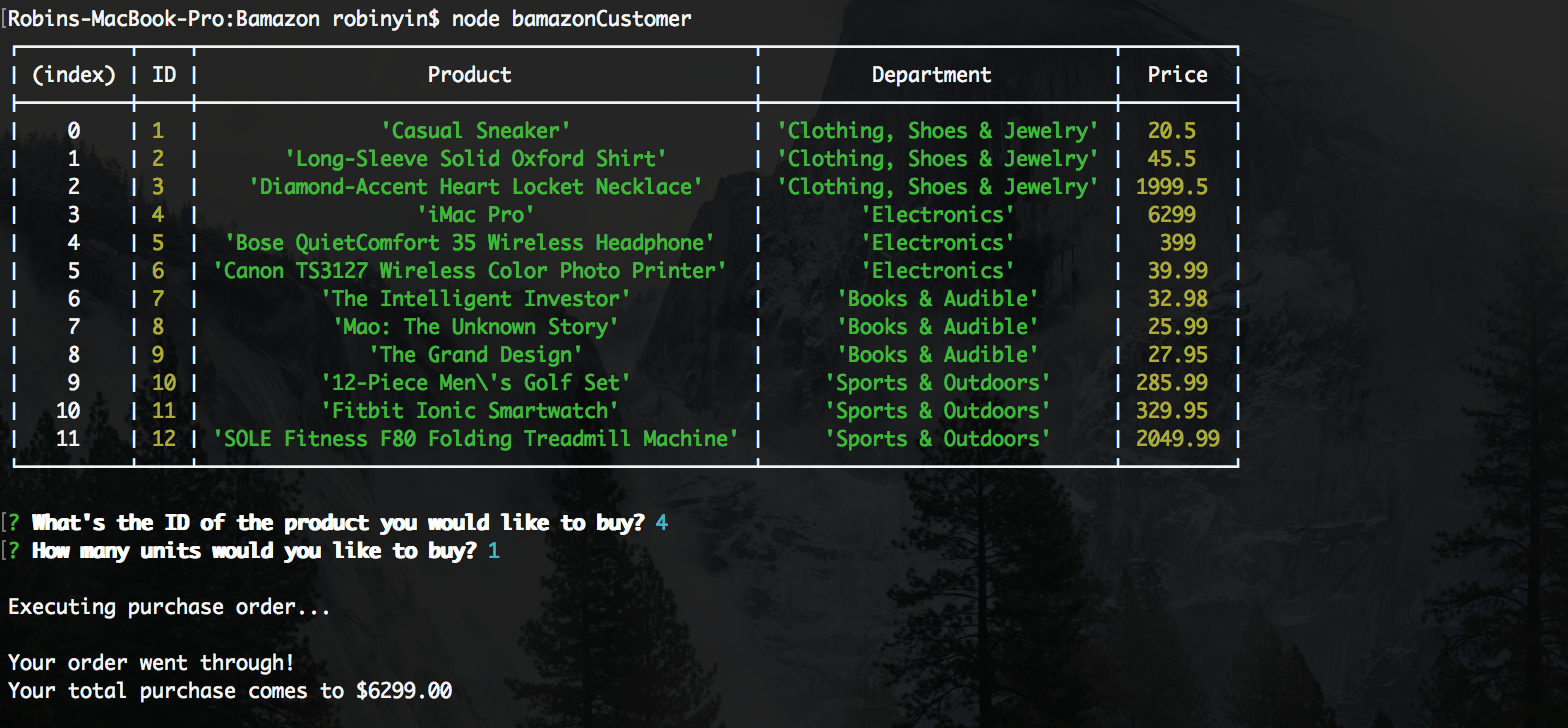 [Robins-MacBook-Pro:Bamazon robinyin$ node bamazonCustomer
| (index) | ID | Product | Department | Price |
| 0 | 1 | 'Casual Sneaker' | 'Clothing, Shoes & Jewelry' | 20.5 |
| 1 | 2 | 'Long-Sleeve Solid Oxford Shirt' | 'Clothing, Shoes & Jewelry' | 45.5 |
| 2 | 3 | 'Diamond-Accent Heart Locket Necklace' | 'Clothing, Shoes & Jewelry' | 1999.5 |
| 3 | 4 | 'iMac Pro' | 'Electronics' | 6299 |
| 4 | 5 | 'Bose QuietComfort 35 Wireless Headphone' | 'Electronics' | 399 |
| 5 | 6 | 'Canon TS3127 Wireless Color Photo Printer' | 'Electronics' | 39.99 |
| 6 | 7 | 'The Intelligent Investor' | 'Books & Audible' | 32.98 |
| 7 | 8 | 'Mao: The Unknown Story' | 'Books & Audible' | 25.99 |
| 8 | 9 | 'The Grand Design' | 'Books & Audible' | 27.95 |
| 9 | 10 | '12-Piece Men\'s Golf Set' | 'Sports & Outdoors' | 285.99 |
| 10 | 11 | 'Fitbit Ionic Smartwatch' | 'Sports & Outdoors' | 329.95 |
| 11 | 12 | 'SOLE Fitness F80 Folding Treadmill Machine' | 'Sports & Outdoors' | 2049.99 |
[? What's the ID of the product you would like to buy? 4
[? How many units would you like to buy? 1
Executing purchase order...
Your order went through!
Your total purchase comes to $6299.00